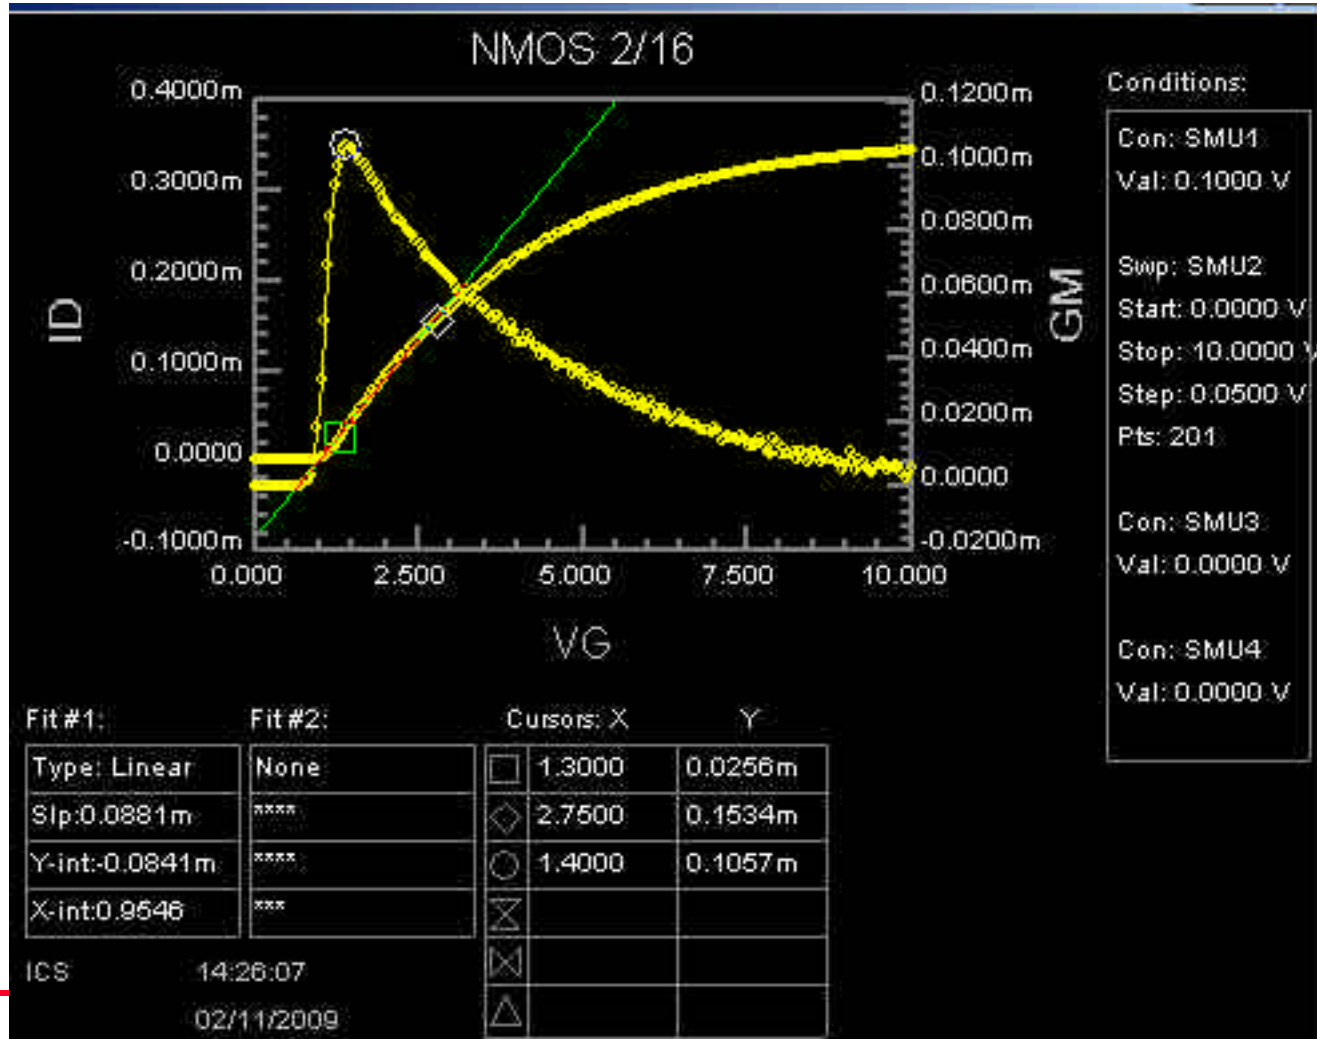 NMOS 2/16
0.4000m
0.3000m
0.2000m
0.1000m
0.0000
-0.1000m
ID
0.1200m
0.1000m
0.0800m
0.0600m
0.0400m
0.0200m
0.0000
-0.0200m
GM
0.000 2.500 5.000 7.500 10.000
VG
Conditions:
Con: SMU1
Val: 0.1000 V
Swp: SMU2
Start: 0.0000 V
Stop: 10.0000 V
Step: 0.0500 V
Pts: 201
Con: SMU3
Val: 0.0000 V
Con: SMU4
Val: 0.0000 V
Fit #1: Fit #2:
Type: Linear None
Slp:0.0881m ****
Y-int:-0.0841m ****
X-int:0.9546 ***
Cursors: X Y
1.3000 0.0256m
2.7500 0.1534m
1.4000 0.1057m
ICS 14:26:07
02/11/2009